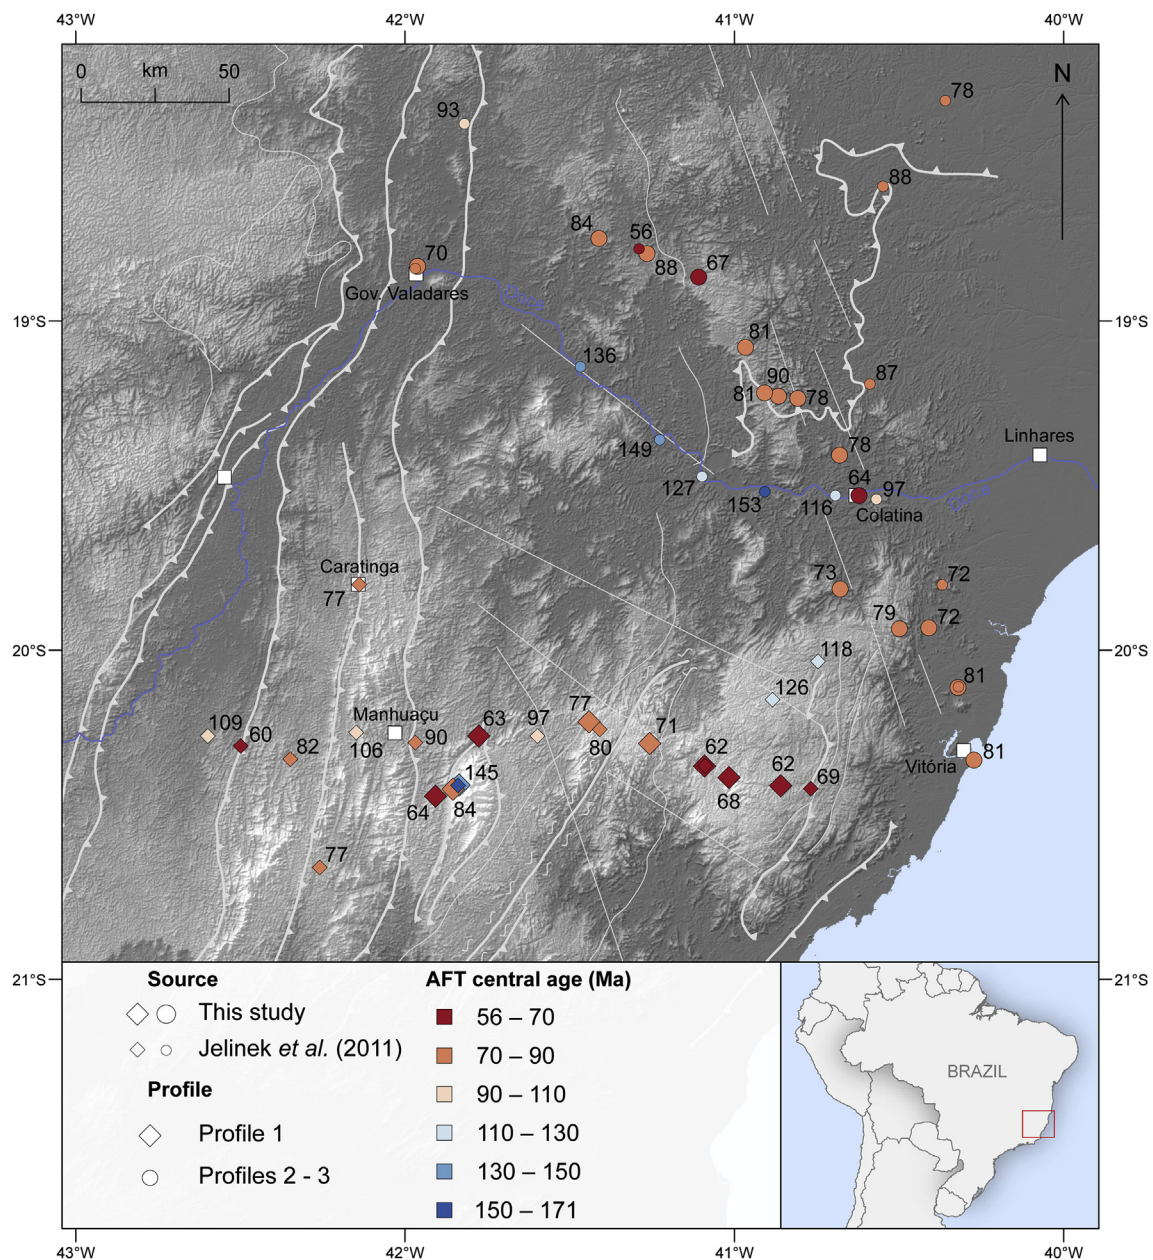 43°W 42°W 41°W 40°W
0 km 50
N
78
93
88
84
56
88
67
70
Gov. Valadares
Doce
19°S 19°S
81
136
90
87
81
78
149
78
Linhares
127
153
116
64
97
Colatina
Doce
Caratinga
77
73
72
79
72
20°S 20°S
118
126
81
Manhuaçu
109
60
106
82
90
63
97
77
80
71
62
62
68
69
81
Vitória
145
64
84
77
21°S 21°S
Source
This study
Jelinek et al. (2011)
Profile
Profile 1
Profiles 2 - 3
AFT central age (Ma)
56 – 70
70 – 90
90 – 110
110 – 130
130 – 150
150 – 171
BRAZIL
43°W 42°W 41°W 40°W